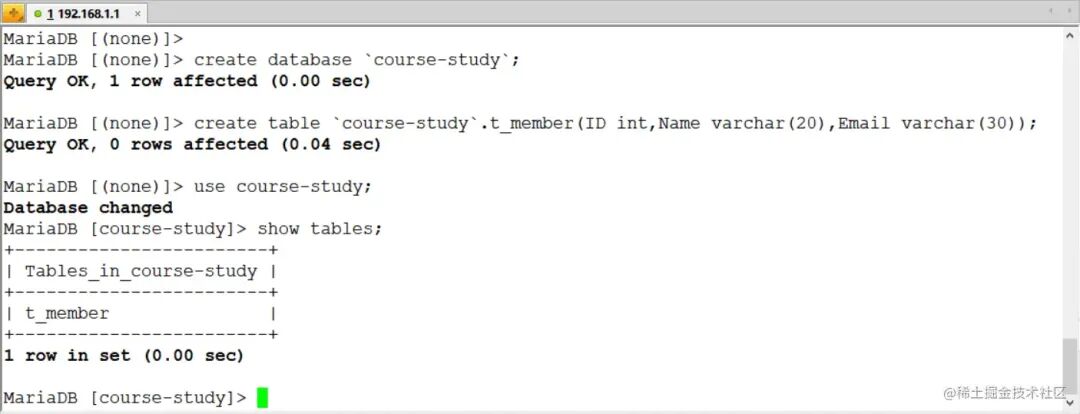 1 192.168.1.1 ×
MariaDB [(none)]>
MariaDB [(none)]> create database `course-study`;
Query OK, 1 row affected (0.00 sec)
MariaDB [(none)]> create table `course-study`.t_member(ID int,Name varchar(20),Email varchar(30));
Query OK, 0 rows affected (0.04 sec)
MariaDB [(none)]> use course-study;
Database changed
MariaDB [course-study]> show tables;
+------------------------+
| Tables_in_course-study |
+------------------------+
| t_member               |
+------------------------+
1 row in set (0.00 sec)
MariaDB [course-study]>
@稀土掘金技术社区